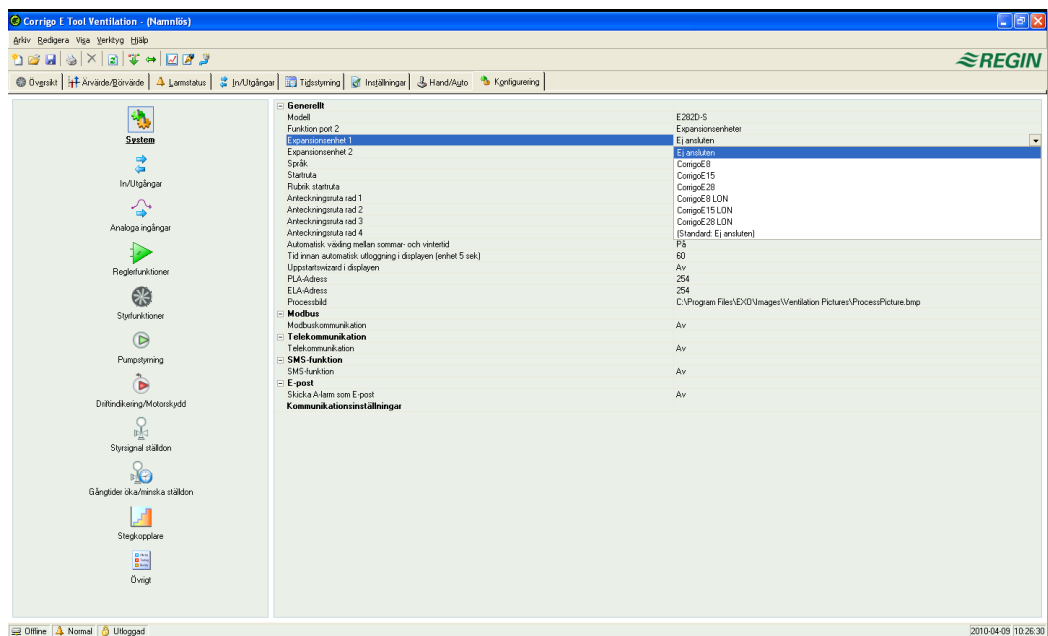 Corrigo E Tool Ventilation - (Namnlös)
Arkiv Redigera Visa Verktyg Hjälp
REGIN
Översikt Ärvärde/Börvärde Larmstatus In/Utgångar Tidsstyrning Inställningar Hand/Auto Konfigurering
System
In/Utgångar
Analoga ingångar
Reglerfunktioner
Styrfunktioner
Pumpstyrning
Driftindikering/Motorskydd
Styrsignal ställdon
Gångtider öka/minska ställdon
Stegkopplare
Övrigt
Generellt
Modell E282D-S
Funktion port 2 Expansionsenheter
Expansionsenhet 1 Ej ansluten
Expansionsenhet 2 Ej ansluten
Språk CorrigoE8
Startruta CorrigoE15
Rubrik startruta CorrigoE28
Anteckningsruta rad 1 CorrigoE8 LON
Anteckningsruta rad 2 CorrigoE15 LON
Anteckningsruta rad 3 CorrigoE28 LON
Anteckningsruta rad 4 (Standard: Ej ansluten)
Automatisk växling mellan sommar- och vintertid På
Tid innan automatisk utloggning i displayen (enhet 5 sek) 60
Uppstartswizard i displayen Av
PLA-Adress 254
ELA-Adress 254
Processbild C:\Program Files\EXO\Images\Ventilation Pictures\ProcessPicture.bmp
Modbus
Modbuskommunikation Av
Telekommunikation
Telekommunikation Av
SMS-funktion
SMS-funktion Av
E-post
Skicka A-larm som E-post Av
Kommunikationsinställningar
Offline Normal Utloggad 2010-04-09 10:26:30